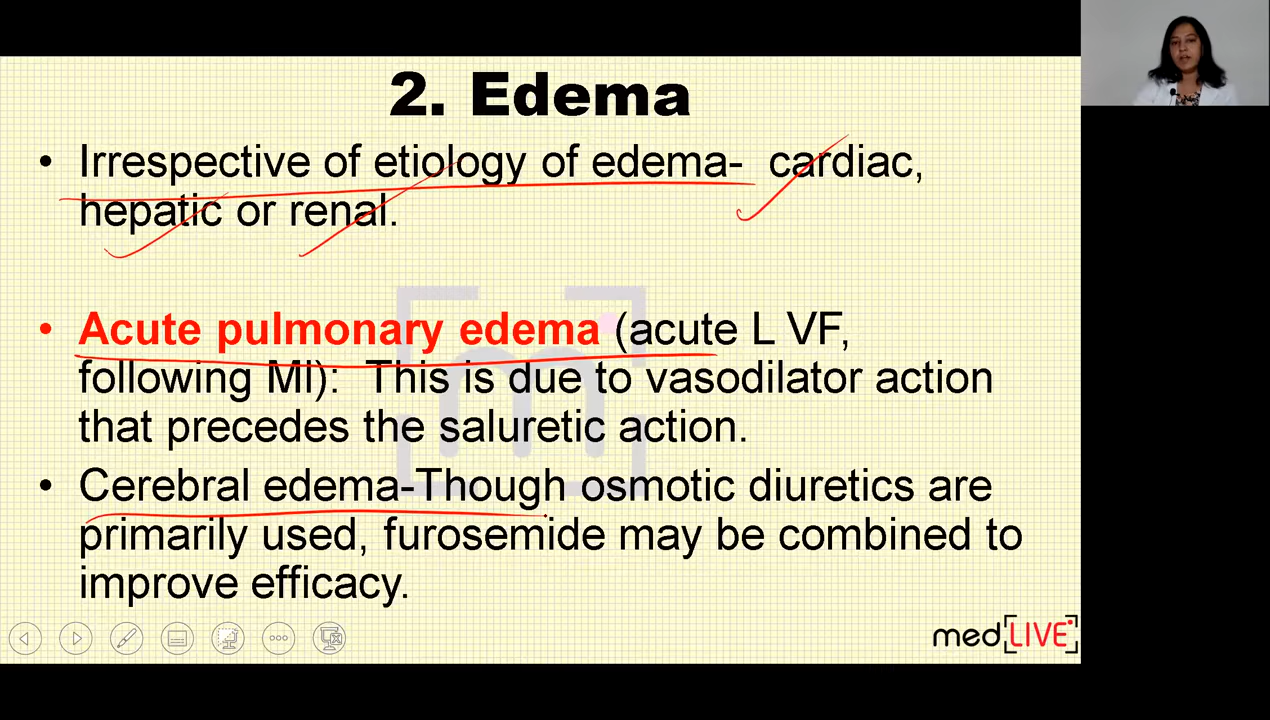 2. Edema
• Irrespective of etiology of edema- cardiac,
hepatic or renal.
• Acute pulmonary edema (acute L VF,
following MI): This is due to vasodilator action
that precedes the saluretic action.
• Cerebral edema-Though osmotic diuretics are
primarily used, furosemide may be combined to
improve efficacy.
med LIVE